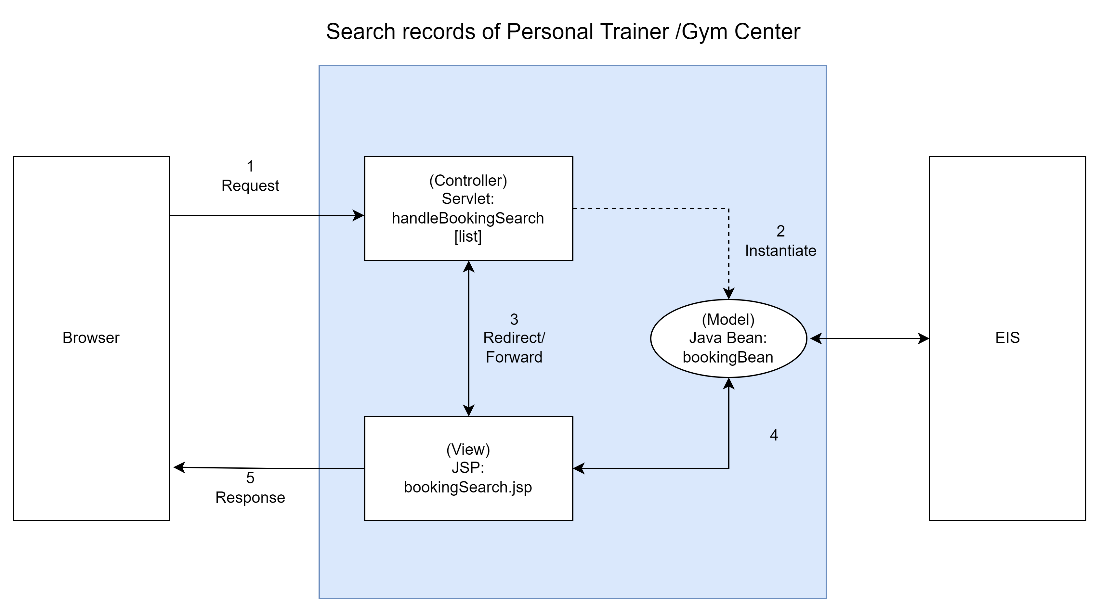 Search records of Personal Trainer /Gym Center
1
Request
(Controller)
Servlet:
handleBookingSearch
[list]
2
Instantiate
Browser
3
Redirect/
Forward
(Model)
Java Bean:
bookingBean
EIS
(View)
JSP:
bookingSearch.jsp
4
5
Response